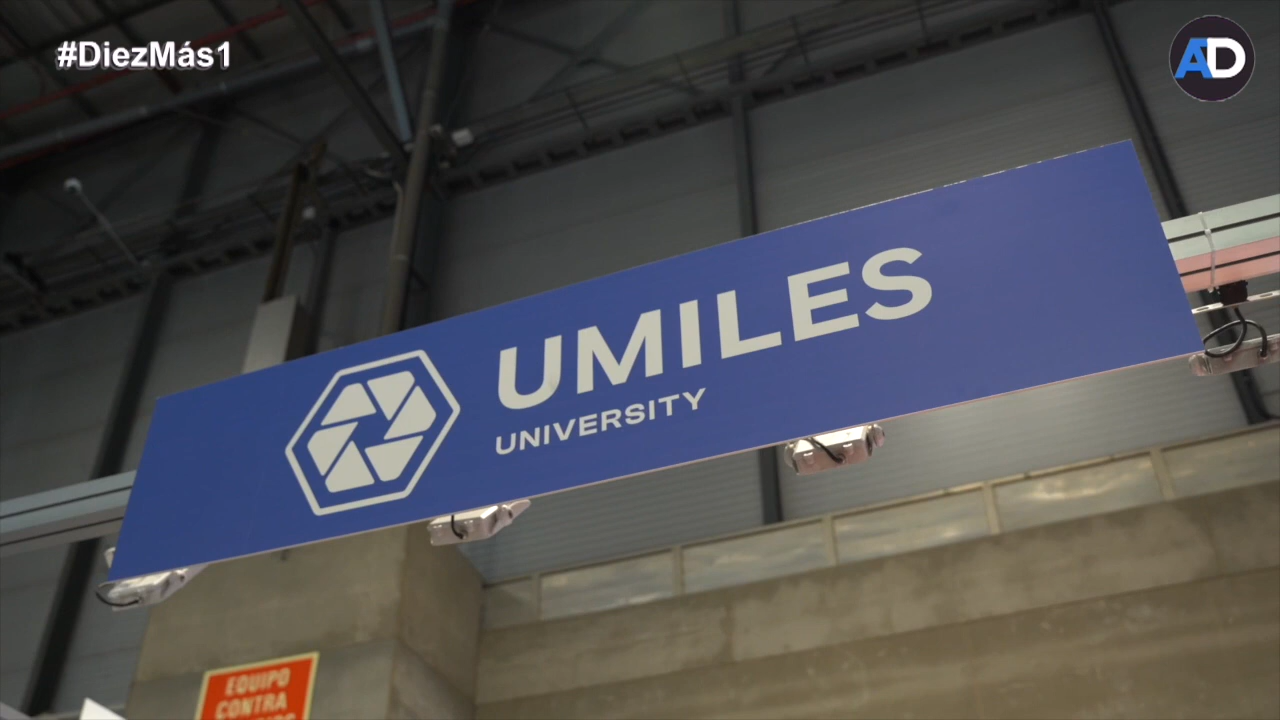 #DiezMás1
AD
UMILES
UNIVERSITY
EQUIPO
CONTRA